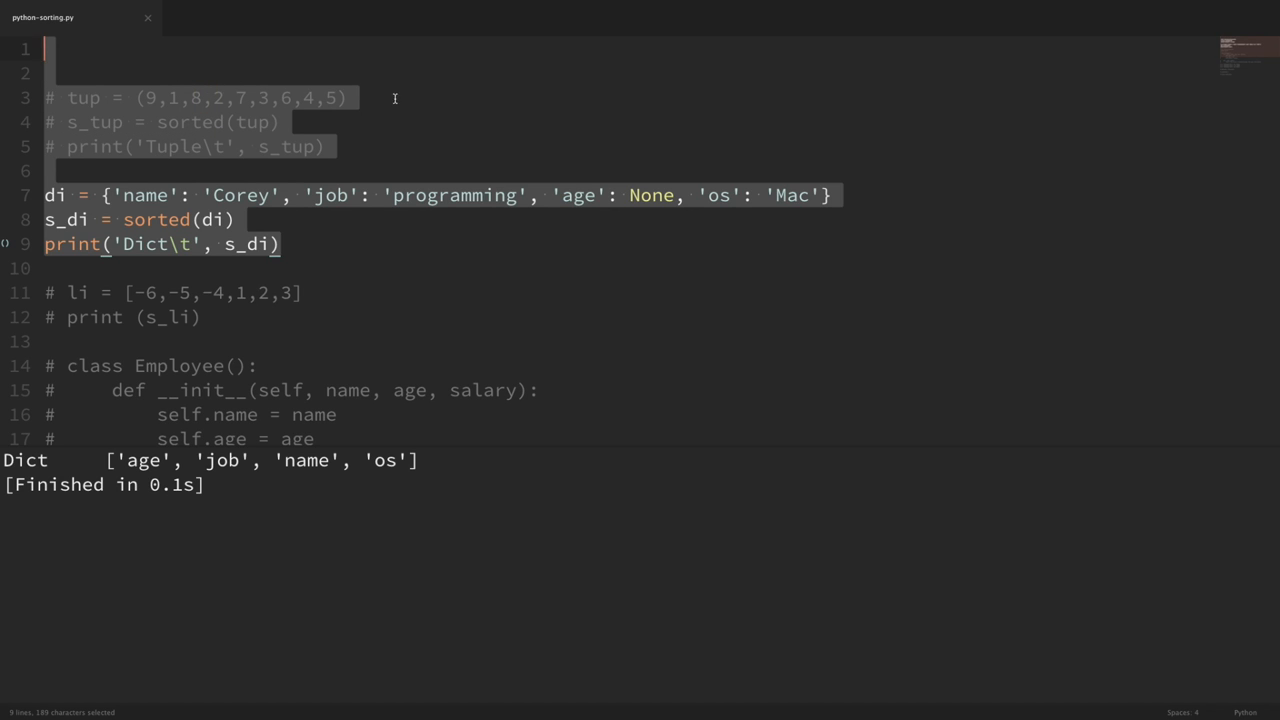 python-sorting.py ×
1
2
3 # tup = (9,1,8,2,7,3,6,4,5)
4 # s_tup = sorted(tup)
5 # print('Tuple\t', s_tup)
6
7 di = {'name': 'Corey', 'job': 'programming', 'age': None, 'os': 'Mac'}
8 s_di = sorted(di)
() 9 print('Dict\t', s_di)
10
11 # li = [-6,-5,-4,1,2,3]
12 # print (s_li)
13
14 # class Employee():
15 #     def __init__(self, name, age, salary):
16 #         self.name = name
17 #         self.age = age
Dict	['age', 'job', 'name', 'os']
[Finished in 0.1s]
9 lines, 189 characters selected Spaces: 4 Python